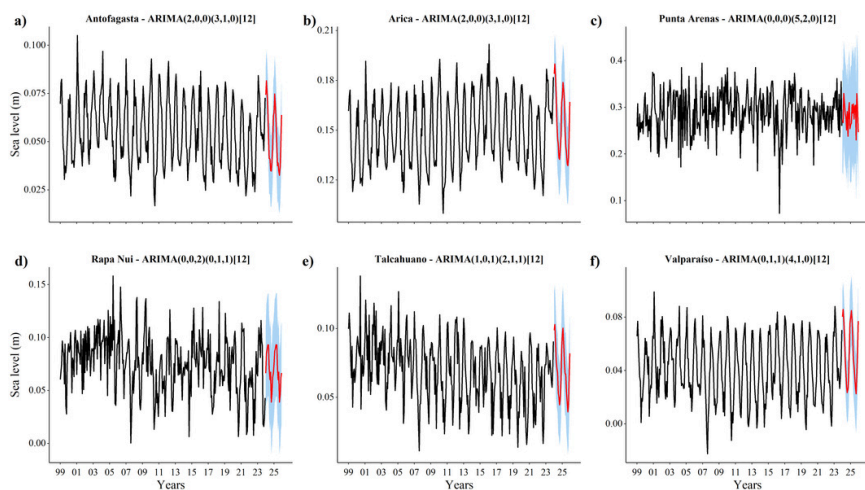 a) Antofagasta - ARIMA(2,0,0)(3,1,0)[12]
b) Arica - ARIMA(2,0,0)(3,1,0)[12]
c) Punta Arenas - ARIMA(0,0,0)(5,2,0)[12]
Sea level (m)
0.100
0.075
0.050
0.025
0.21
0.18
0.15
0.12
0.4
0.3
0.2
0.1
d) Rapa Nui - ARIMA(0,0,2)(0,1,1)[12]
e) Talcahuano - ARIMA(1,0,1)(2,1,1)[12]
f) Valparaíso - ARIMA(0,1,1)(4,1,0)[12]
Sea level (m)
0.15
0.10
0.05
0.00
0.10
0.05
0.08
0.04
0.00
99 01 03 05 07 09 11 13 15 17 19 21 23 25
99 01 03 05 07 09 11 13 15 17 19 21 23 25
99 01 03 05 07 09 11 13 15 17 19 21 23 25
Years
Years
Years